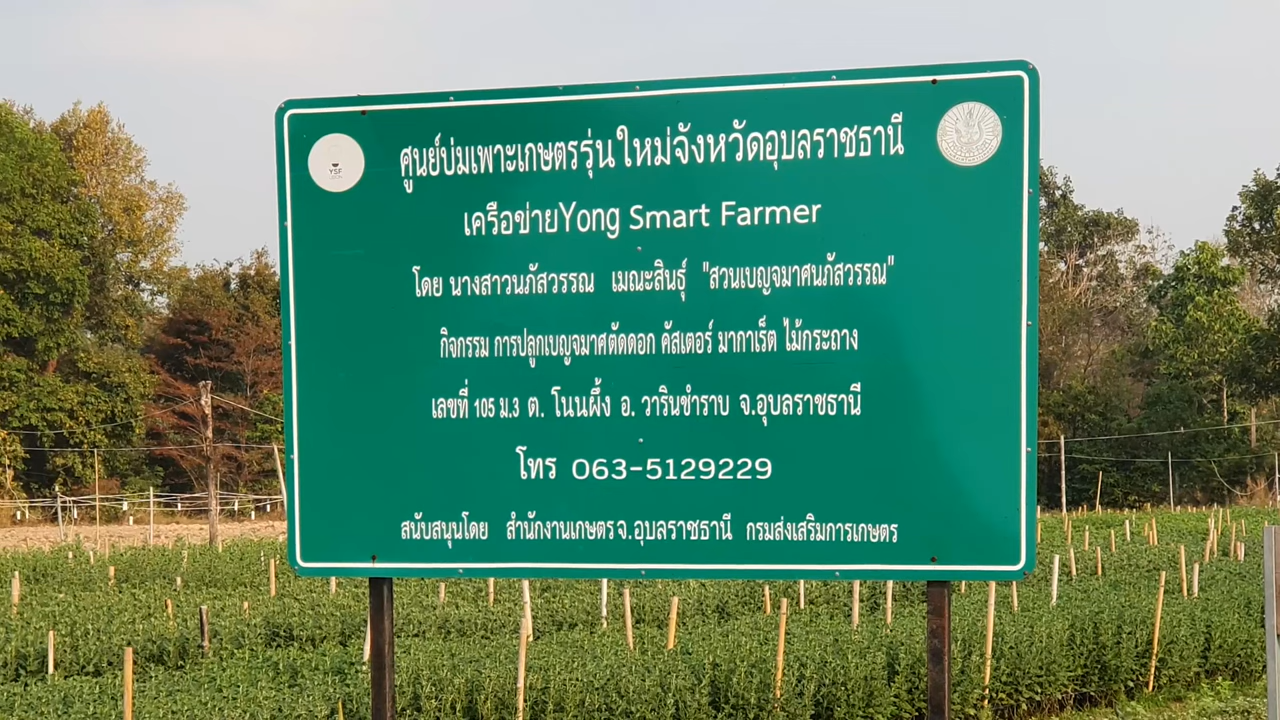 ศูนย์บ่มเพาะเกษตรรุ่นใหม่จังหวัดอุบลราชธานี
เครือข่ายYong Smart Farmer
โดย นางสาวนภัสวรรณ เมณะสินธุ์ "สวนเบญจมาศนภัสวรรณ"
กิจกรรม การปลูกเบญจมาศตัดดอก คัสเตอร์ มากาเร็ต ไม้กระถาง
เลขที่ 105 ม.3 ต. โนนผึ้ง อ. วารินชำราบ จ.อุบลราชธานี
โทร 063-5129229
สนับสนุนโดย สำนักงานเกษตรจ.อุบลราชธานี กรมส่งเสริมการเกษตร
YSF